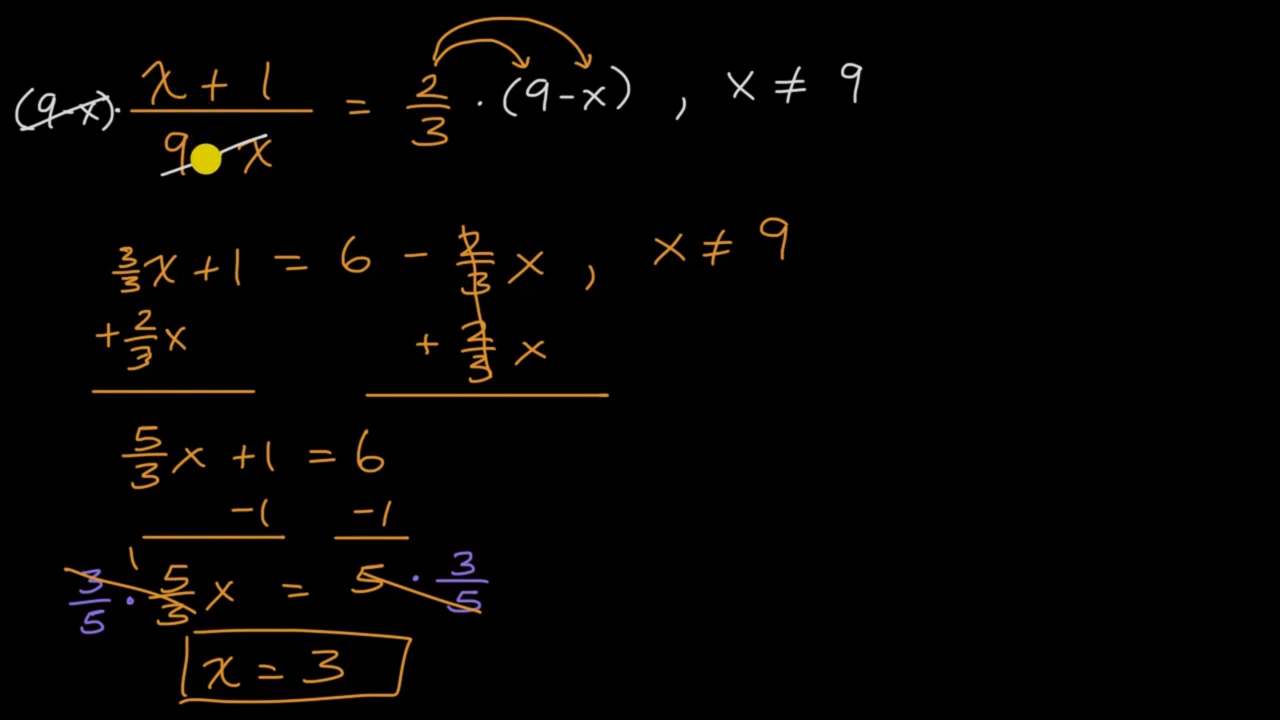 (9-x) · x + 1 / 9 - x = 2/3 · (9-x) , x ≠ 9
3/3 x + 1 = 6 - 2/3 x , x ≠ 9
+ 2/3 x + 2/3 x
5/3 x + 1 = 6
-1 -1
3/5 · 1 5/3 x = 5 · 3/5
x = 3